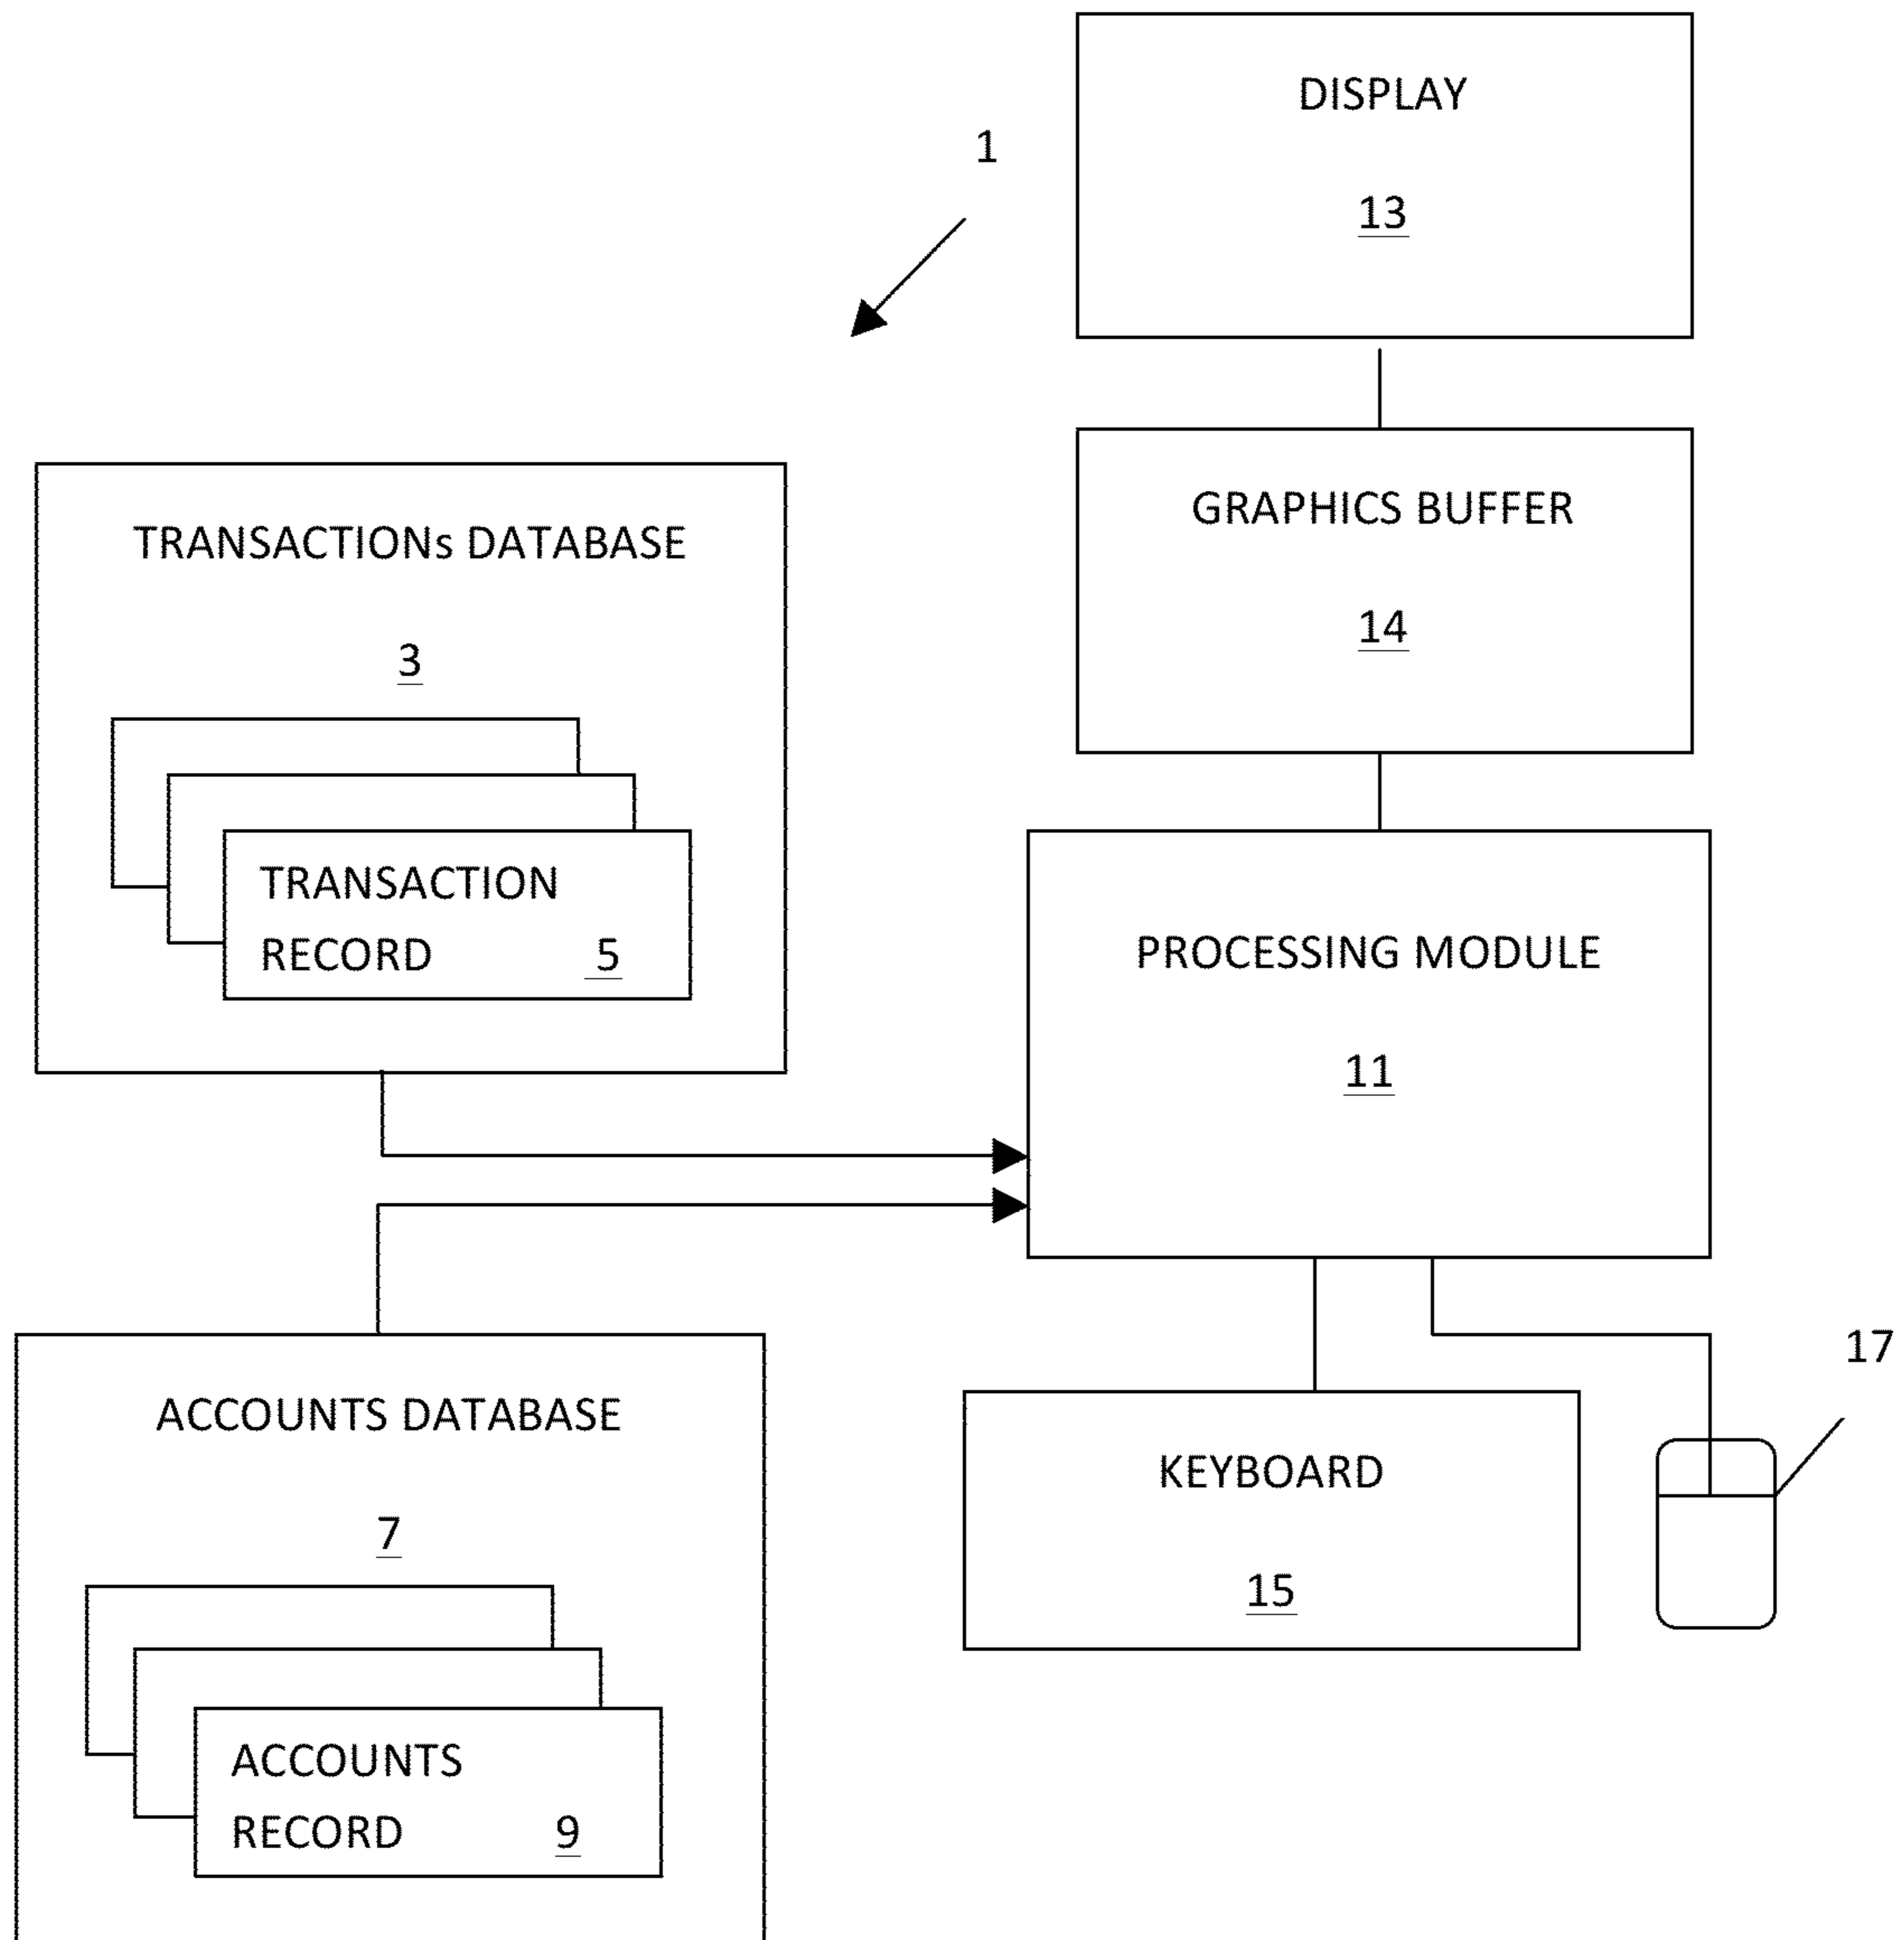 1
DISPLAY
13
GRAPHICS BUFFER
14
TRANSACTIONs DATABASE
3
TRANSACTION
RECORD 5
PROCESSING MODULE
11
ACCOUNTS DATABASE
7
ACCOUNTS
RECORD 9
KEYBOARD
15
17